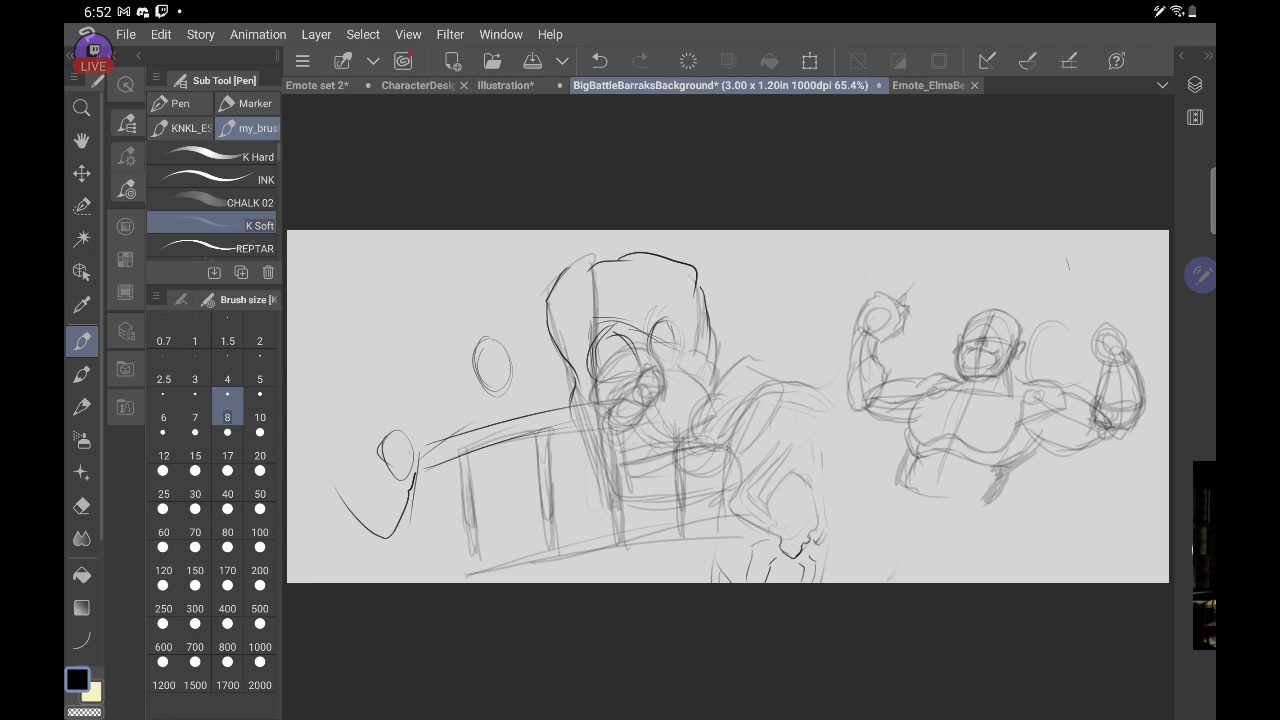 6:52
LIVE
File Edit Story Animation Layer Select View Filter Window Help
Sub Tool [Pen]
Emote set 2* CharacterDesig Illustration* BIgBattleBarraksBackground* (3.00 x 1.20in 1000dpi 65.4%) Emote_ElmaBe
Pen Marker
KNKL_ES my_brus
K Hard
INK
CHALK 02
K Soft
REPTAR
Brush size [K
0.7 1 1.5 2
2.5 3 4 5
6 7 8 10
12 15 17 20
25 30 40 50
60 70 80 100
120 150 170 200
250 300 400 500
600 700 800 1000
1200 1500 1700 2000